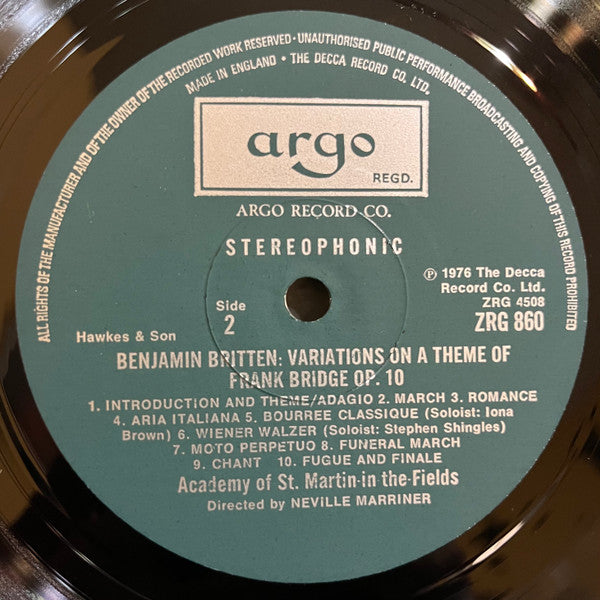 ALL RIGHTS OF THE MANUFACTURER AND OF THE OWNER OF THE RECORDED WORK RESERVED · UNAUTHORISED PUBLIC PERFORMANCE BROADCASTING AND COPYING OF THIS RECORD PROHIBITED
MADE IN ENGLAND · THE DECCA RECORD CO. LTD.
argo
REGD.
ARGO RECORD CO.
STEREOPHONIC
℗ 1976 The Decca
Record Co. Ltd.
ZRG 4508
ZRG 860
Side
2
Hawkes & Son
BENJAMIN BRITTEN: VARIATIONS ON A THEME OF
FRANK BRIDGE OP. 10
1. INTRODUCTION AND THEME/ADAGIO 2. MARCH 3. ROMANCE
4. ARIA ITALIANA 5. BOURREE CLASSIQUE (Soloist: Iona
Brown) 6. WIENER WALZER (Soloist: Stephen Shingles)
7. MOTO PERPETUO 8. FUNERAL MARCH
9. CHANT 10. FUGUE AND FINALE
Academy of St. Martin-in-the-Fields
Directed by NEVILLE MARRINER